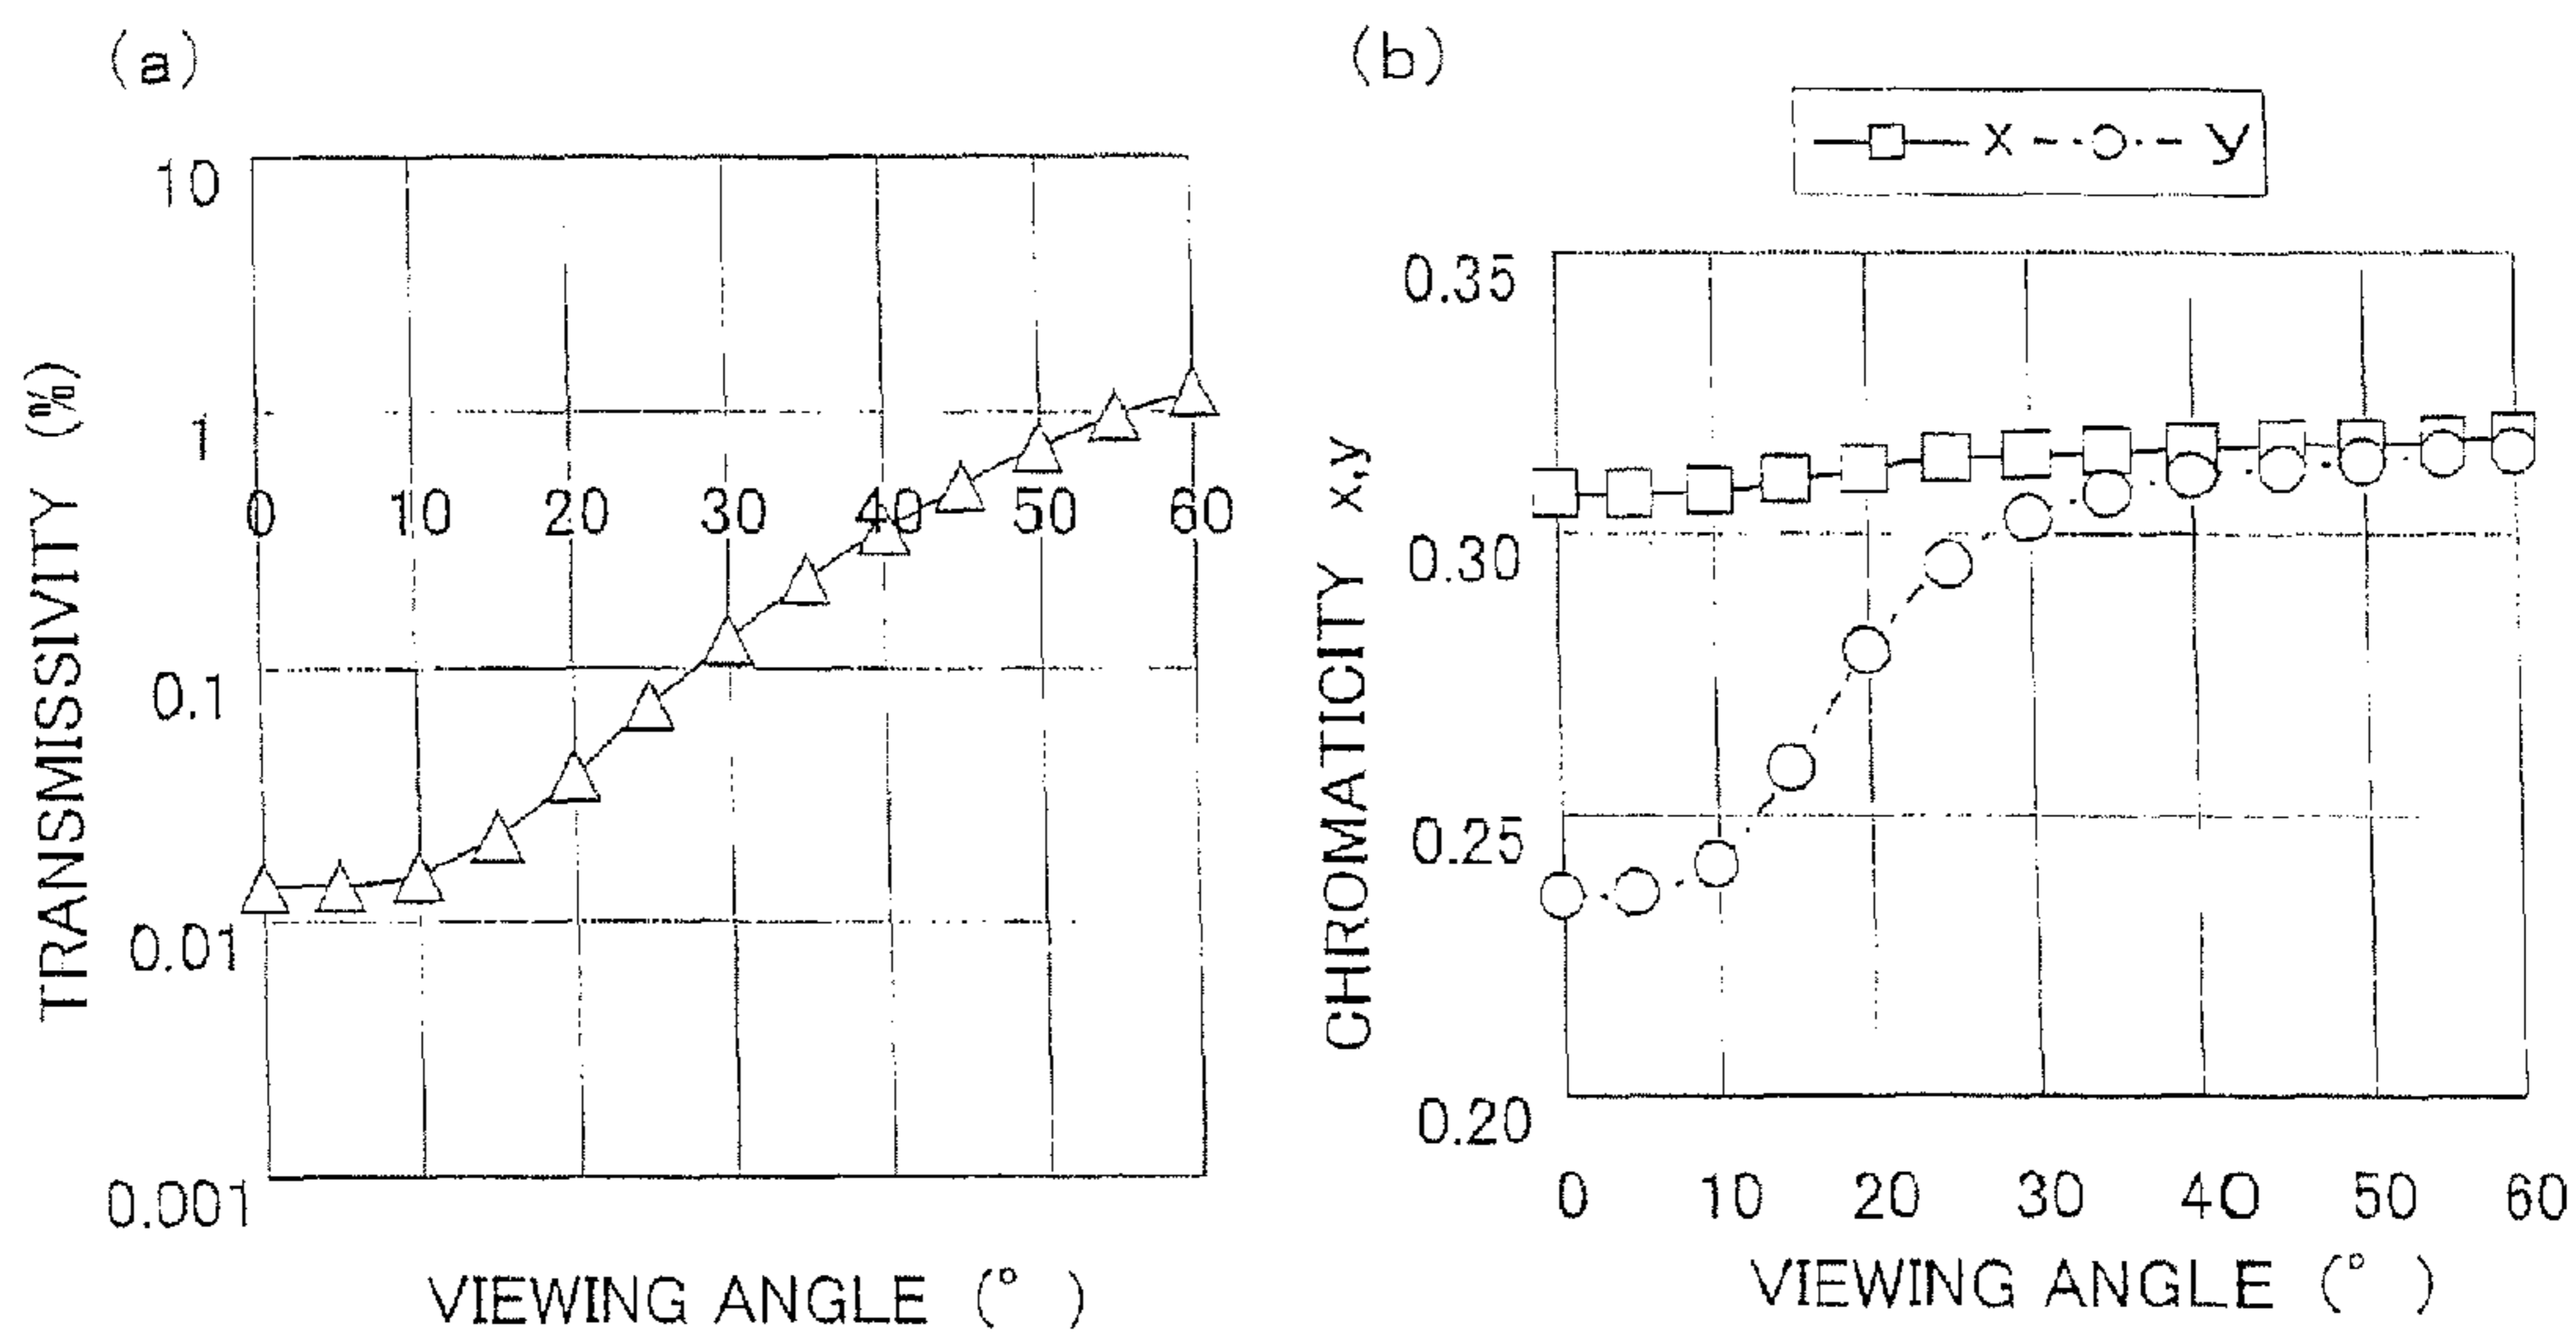 (a)
TRANSMISSIVITY (%)
10
1
0.1
0.01
0.001
0 10 20 30 40 50 60
VIEWING ANGLE (° )
(b)
x y
CHROMATICITY x,y
0.35
0.30
0.25
0.20
0 10 20 30 40 50 60
VIEWING ANGLE (° )